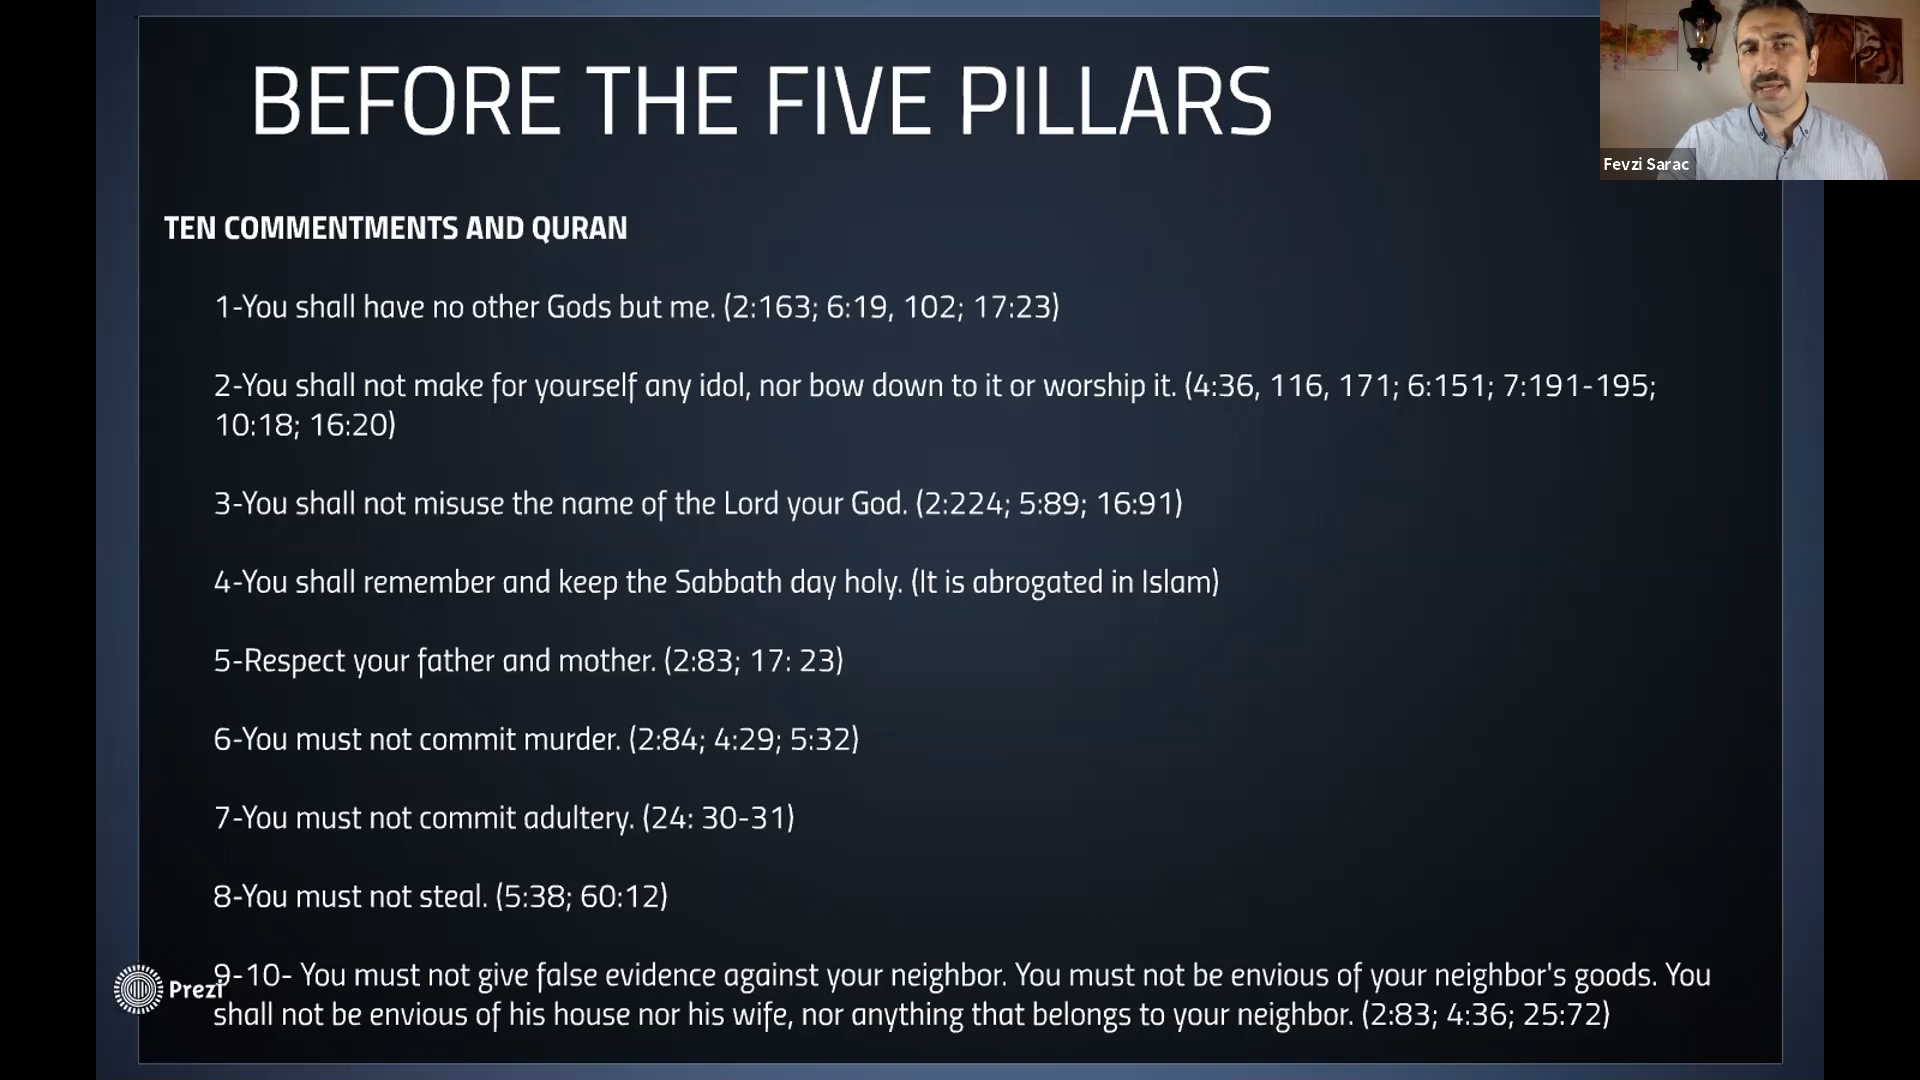 BEFORE THE FIVE PILLARS
Fevzi Sarac
TEN COMMENTMENTS AND QURAN
1-You shall have no other Gods but me. (2:163; 6:19, 102; 17:23)
2-You shall not make for yourself any idol, nor bow down to it or worship it. (4:36, 116, 171; 6:151; 7:191-195;
10:18; 16:20)
3-You shall not misuse the name of the Lord your God. (2:224; 5:89; 16:91)
4-You shall remember and keep the Sabbath day holy. (It is abrogated in Islam)
5-Respect your father and mother. (2:83; 17: 23)
6-You must not commit murder. (2:84; 4:29; 5:32)
7-You must not commit adultery. (24: 30-31)
8-You must not steal. (5:38; 60:12)
9-10- You must not give false evidence against your neighbor. You must not be envious of your neighbor's goods. You
shall not be envious of his house nor his wife, nor anything that belongs to your neighbor. (2:83; 4:36; 25:72)
Prezi